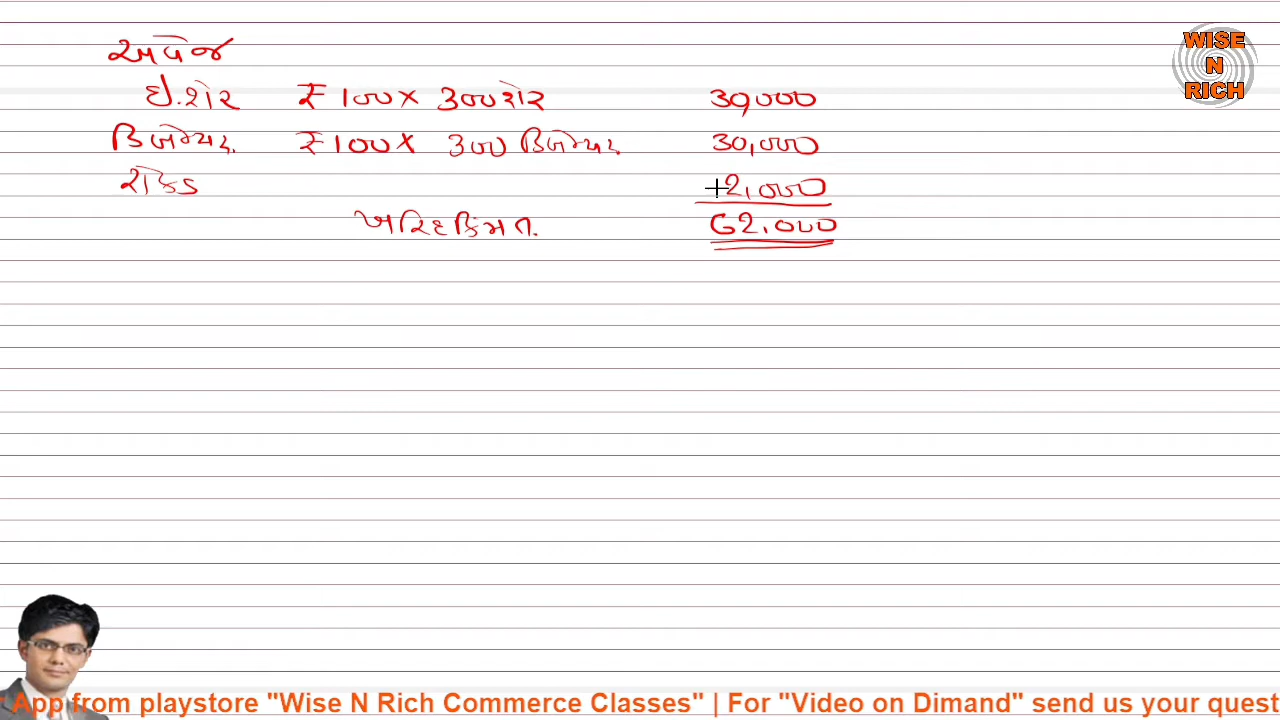 અવેજ
ઇ.શેર ₹ 100 × 300 શેર 30,000
ડિબેન્ચર. ₹ 100 × 300 ડિબેન્ચર 30,000
રોકડ +2,000
ખરિદ કિંમત. 62,000
WISE
N
RICH
App from playstore "Wise N Rich Commerce Classes" | For "Video on Dimand" send us your quest